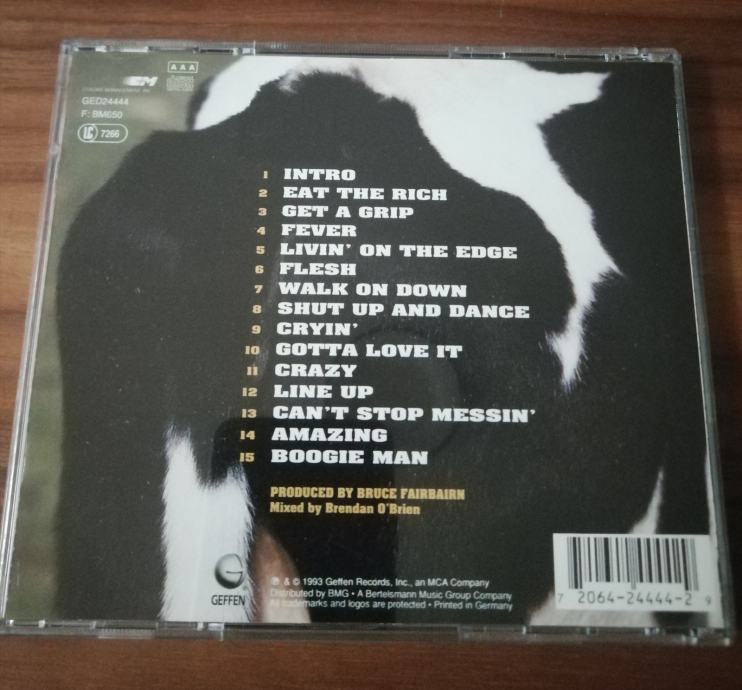 AAA
GED24444
F: BM650
LC 7266
1 INTRO
2 EAT THE RICH
3 GET A GRIP
4 FEVER
5 LIVIN' ON THE EDGE
6 FLESH
7 WALK ON DOWN
8 SHUT UP AND DANCE
9 CRYIN'
10 GOTTA LOVE IT
11 CRAZY
12 LINE UP
13 CAN'T STOP MESSIN'
14 AMAZING
15 BOOGIE MAN
PRODUCED BY BRUCE FAIRBAIRN
Mixed by Brendan O'Brien
GEFFEN
℗ & © 1993 Geffen Records, Inc., an MCA Company
Distributed by BMG • A Bertelsmann Music Group Company
All trademarks and logos are protected • Printed in Germany
7 2064-24444-2 9